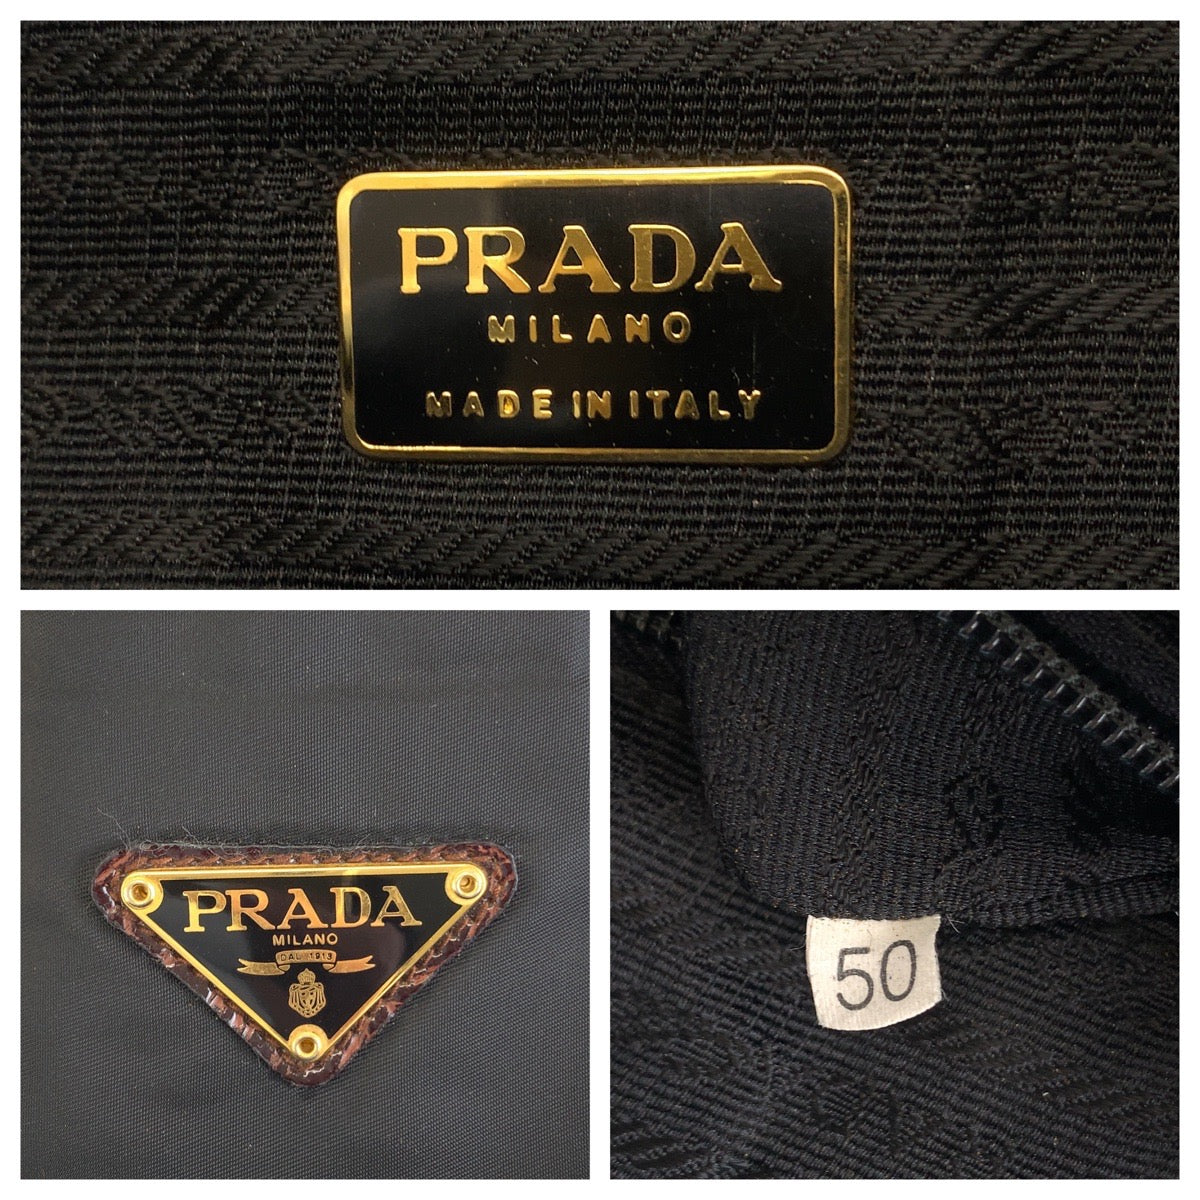 PRADA
MILANO
MADE IN ITALY
PRADA
MILANO
DAL 1913
50